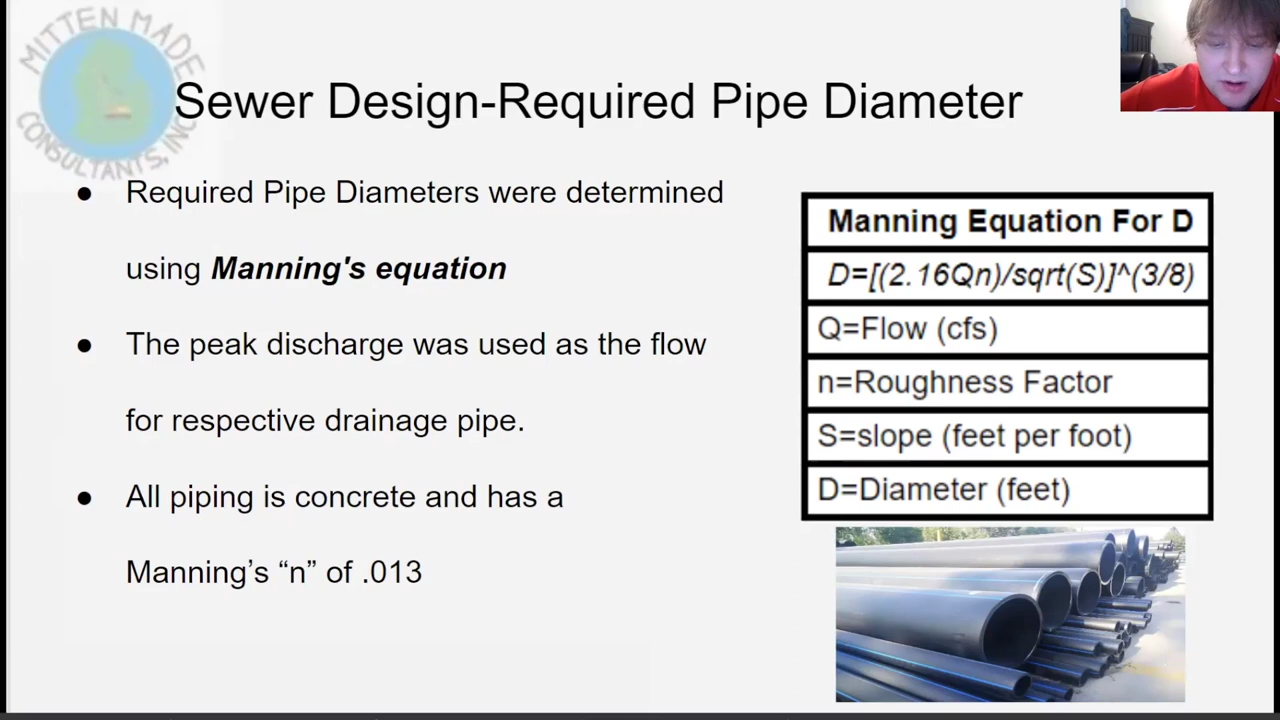 MITTEN MADE
CONSULTANTS, INC
Sewer Design-Required Pipe Diameter
● Required Pipe Diameters were determined
using Manning's equation
● The peak discharge was used as the flow
for respective drainage pipe.
● All piping is concrete and has a
Manning’s “n” of .013
Manning Equation For D
D=[(2.16Qn)/sqrt(S)]^(3/8)
Q=Flow (cfs)
n=Roughness Factor
S=slope (feet per foot)
D=Diameter (feet)